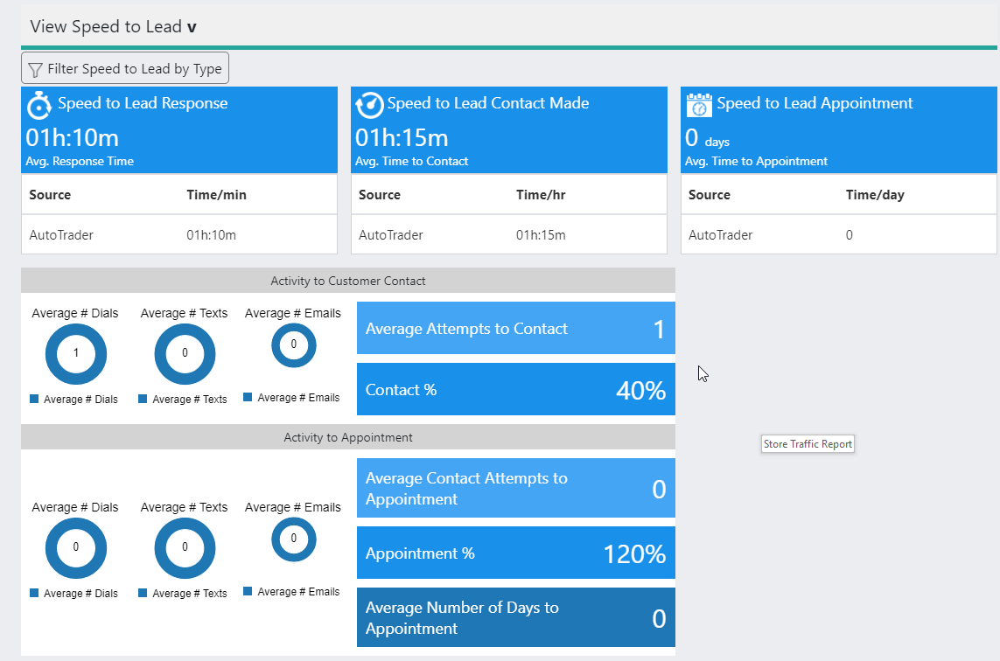 View Speed to Lead v
Filter Speed to Lead by Type
Speed to Lead Response
01h:10m
Avg. Response Time
Source Time/min
AutoTrader 01h:10m
Speed to Lead Contact Made
01h:15m
Avg. Time to Contact
Source Time/hr
AutoTrader 01h:15m
Speed to Lead Appointment
0 days
Avg. Time to Appointment
Source Time/day
AutoTrader 0
Activity to Customer Contact
Average # Dials
1
Average # Dials
Average # Texts
0
Average # Texts
Average # Emails
0
Average # Emails
Average Attempts to Contact 1
Contact % 40%
Store Traffic Report
Activity to Appointment
Average # Dials
0
Average # Dials
Average # Texts
0
Average # Texts
Average # Emails
0
Average # Emails
Average Contact Attempts to
Appointment 0
Appointment % 120%
Average Number of Days to
Appointment 0